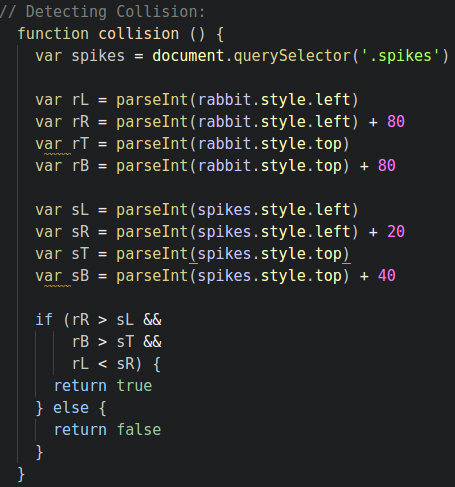 // Detecting Collision:
function collision () {
var spikes = document.querySelector('.spikes')
var rL = parseInt(rabbit.style.left)
var rR = parseInt(rabbit.style.left) + 80
var rT = parseInt(rabbit.style.top)
var rB = parseInt(rabbit.style.top) + 80
var sL = parseInt(spikes.style.left)
var sR = parseInt(spikes.style.left) + 20
var sT = parseInt(spikes.style.top)
var sB = parseInt(spikes.style.top) + 40
if (rR > sL &&
rB > sT &&
rL < sR) {
return true
} else {
return false
}
}